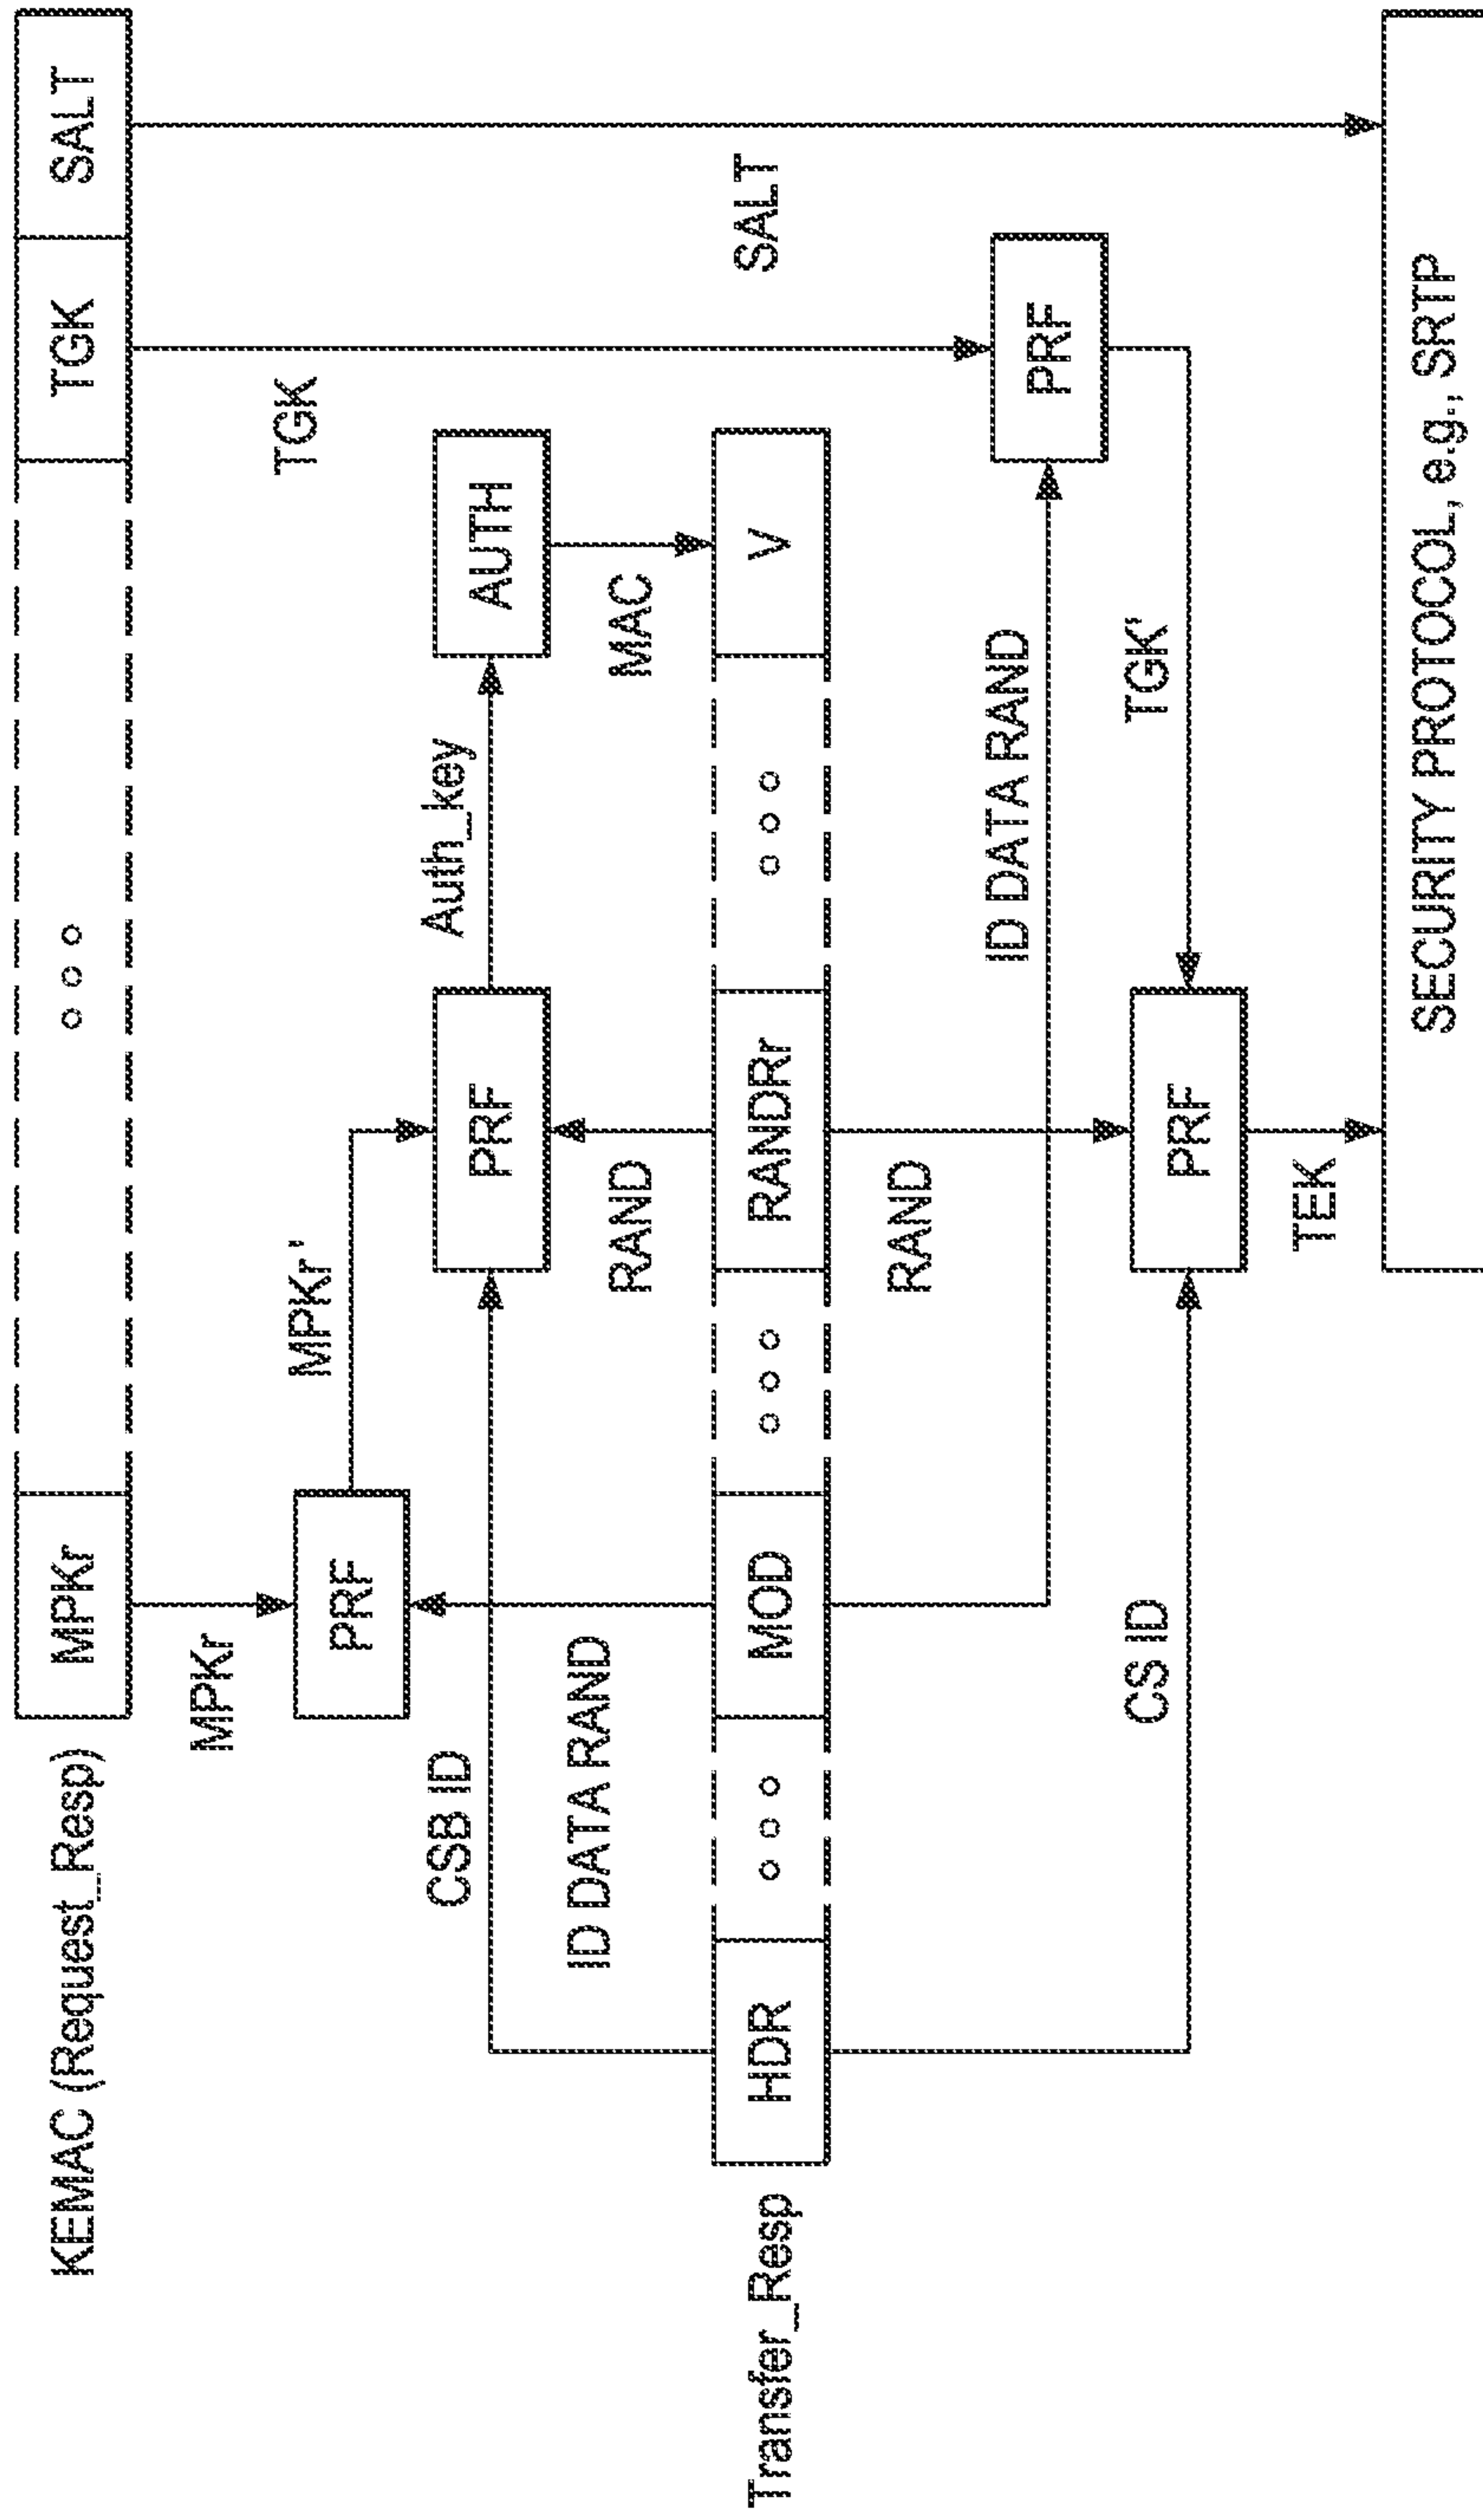 KEMAC (Request_Resp)
MPKr
TGK
SALT
MPKr
PRF
MPKr'
TGK
CSB ID
PRF
Auth_key
AUTH
ID DATA RAND
RAND
MAC
Transfer_Resp
HDR
MOD
RANDRr
V
SALT
RAND
ID DATA RAND
PRF
CS ID
PRF
TGK'
TEK
SECURITY PROTOCOL, e.g., SRTP